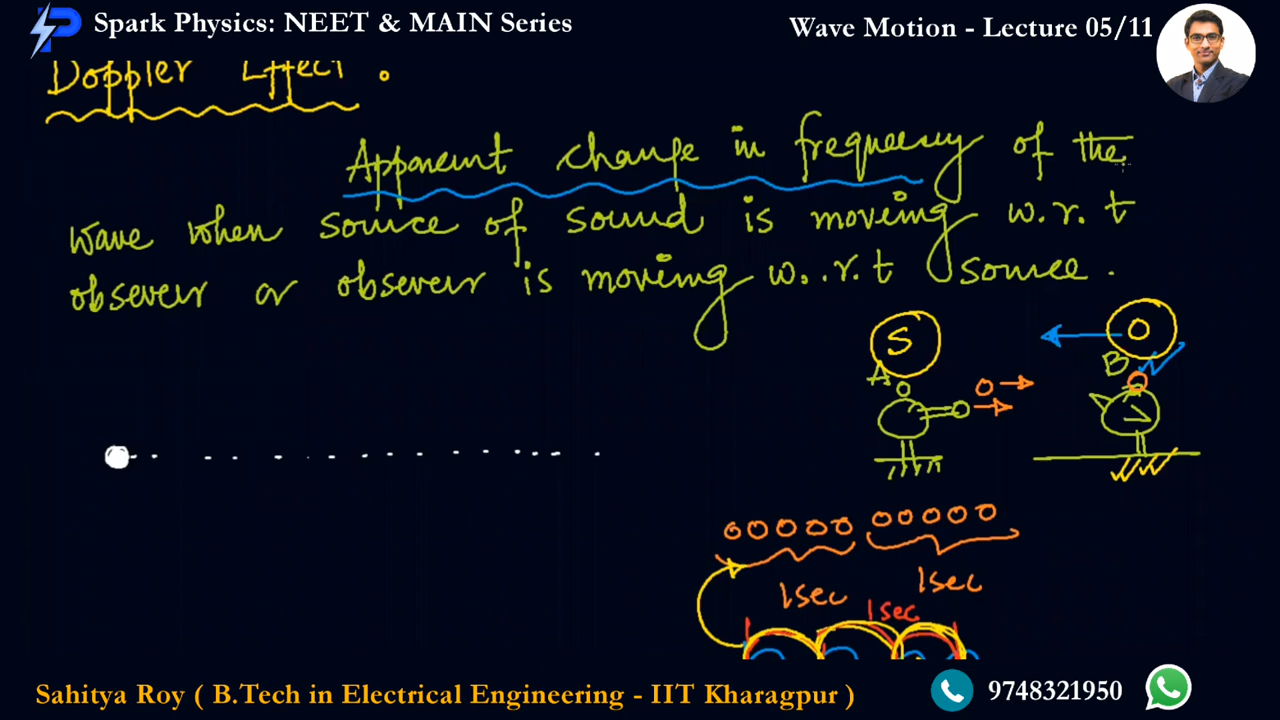 Spark Physics: NEET & MAIN Series
Wave Motion - Lecture 05/11
Doppler Effect .
Apparent change in frequency of the
wave when source of sound is moving w.r.t
observer or observer is moving w..r.t source .
S
O
A
B
1sec
1sec
1sec
Sahitya Roy ( B.Tech in Electrical Engineering - IIT Kharagpur )
9748321950